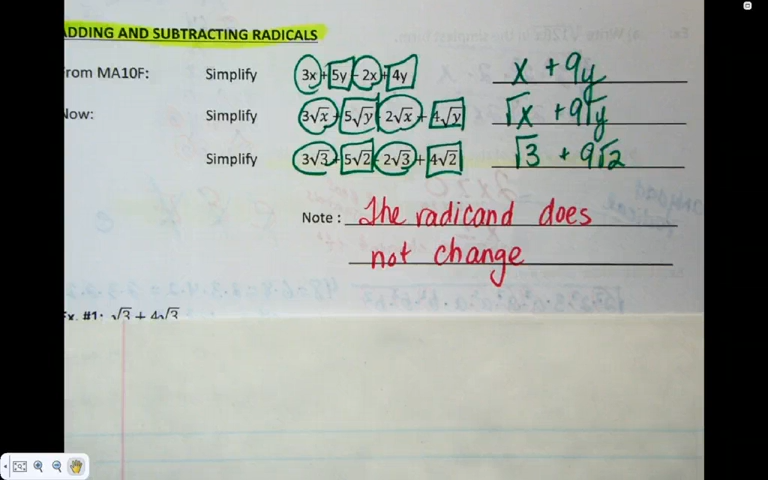 ADDING AND SUBTRACTING RADICALS
From MA10F: Simplify 3x + 5y - 2x + 4y x + 9y
Now: Simplify 3√x + 5√y - 2√x + 4√y √x + 9√y
Simplify 3√3 + 5√2 - 2√3 + 4√2 √3 + 9√2
Note : The radicand does
not change
Ex. #1: √3 + 4√3